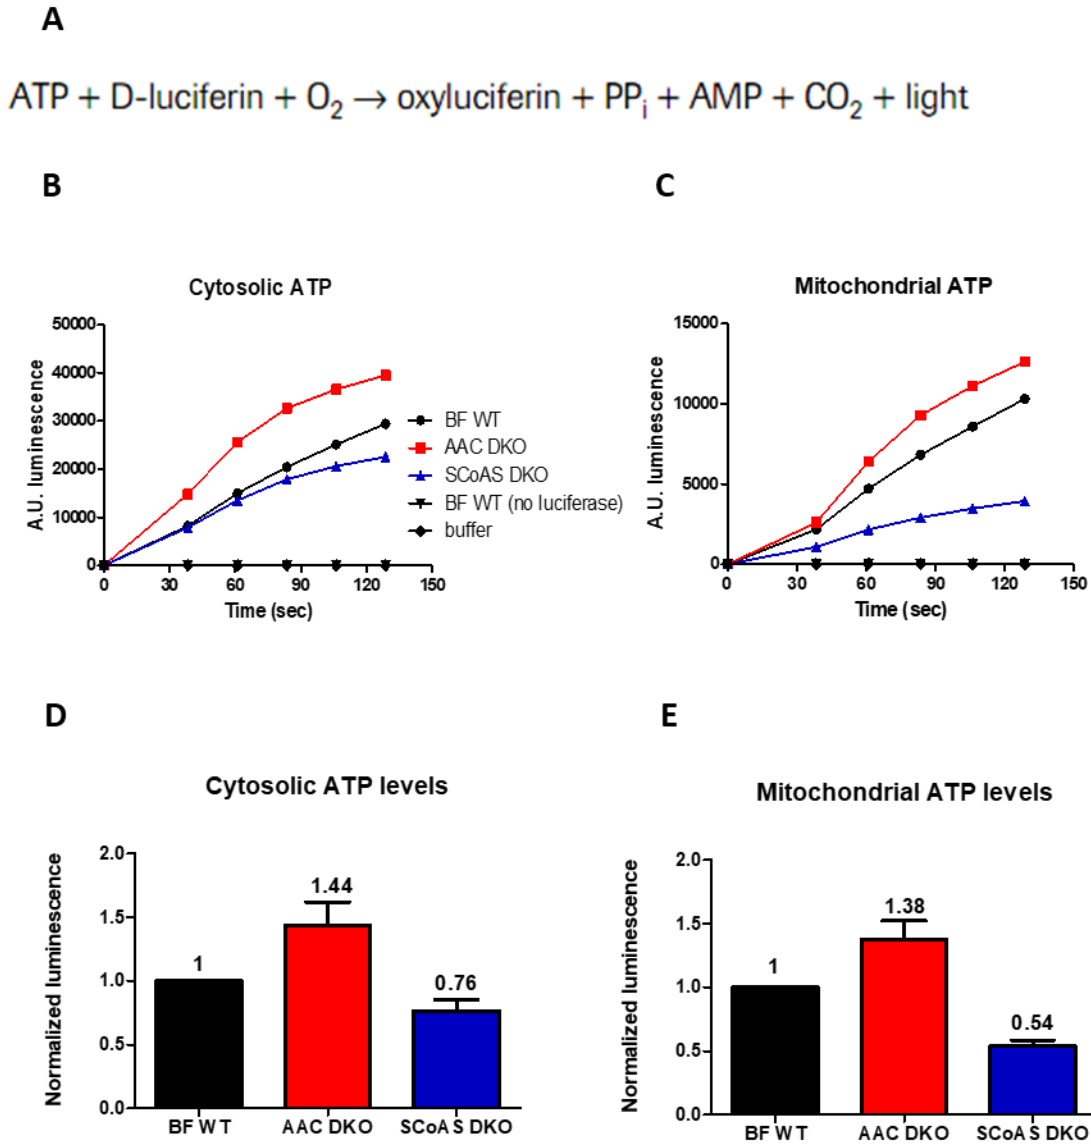 A
ATP + D-luciferin + O₂ → oxyluciferin + PPᵢ + AMP + CO₂ + light
B
C
Cytosolic ATP
A.U. luminescence
50000
40000
30000
20000
10000
0
0 30 60 90 120 150
Time (sec)
BF WT
AAC DKO
SCoAS DKO
BF WT (no luciferase)
buffer
Mitochondrial ATP
A.U. luminescence
15000
10000
5000
0
0 30 60 90 120 150
Time (sec)
D
E
Cytosolic ATP levels
Normalized luminescence
2.0
1.5
1.0
0.5
0.0
1
1.44
0.76
BF WT AAC DKO SCoAS DKO
Mitochondrial ATP levels
Normalized luminescence
2.0
1.5
1.0
0.5
0.0
1
1.38
0.54
BF WT AAC DKO SCoAS DKO